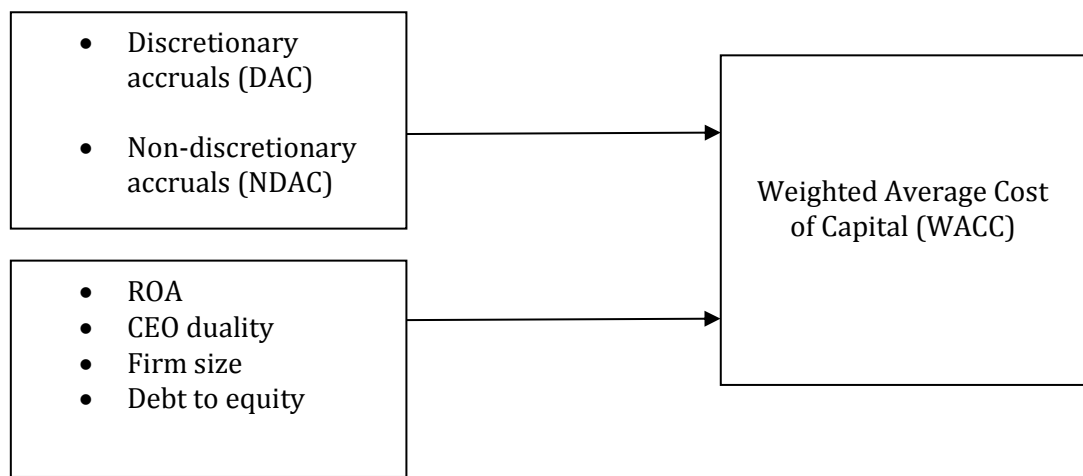 • Discretionary
accruals (DAC)
• Non-discretionary
accruals (NDAC)
• ROA
• CEO duality
• Firm size
• Debt to equity
Weighted Average Cost
of Capital (WACC)